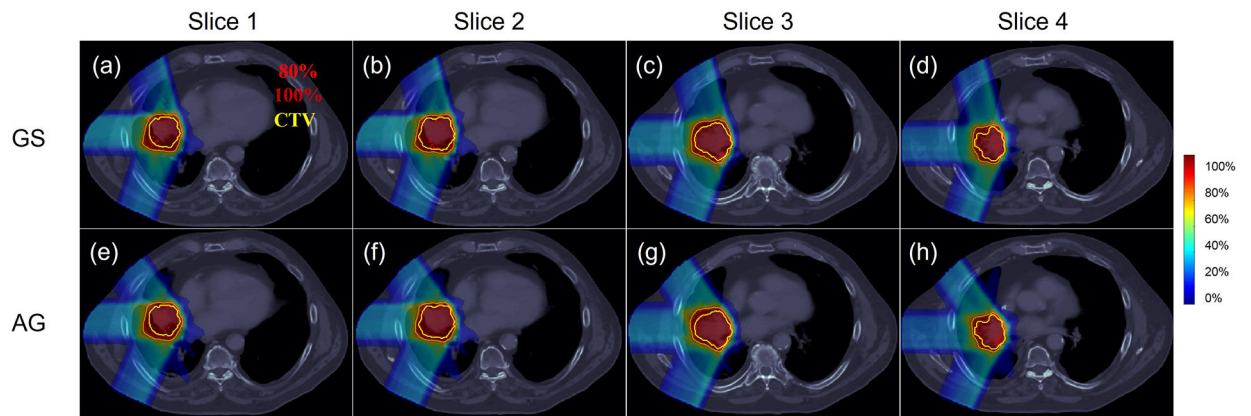 Slice 1 Slice 2 Slice 3 Slice 4
GS
(a) (b) (c) (d)
80%
100%
CTV
AG
(e) (f) (g) (h)
100%
80%
60%
40%
20%
0%